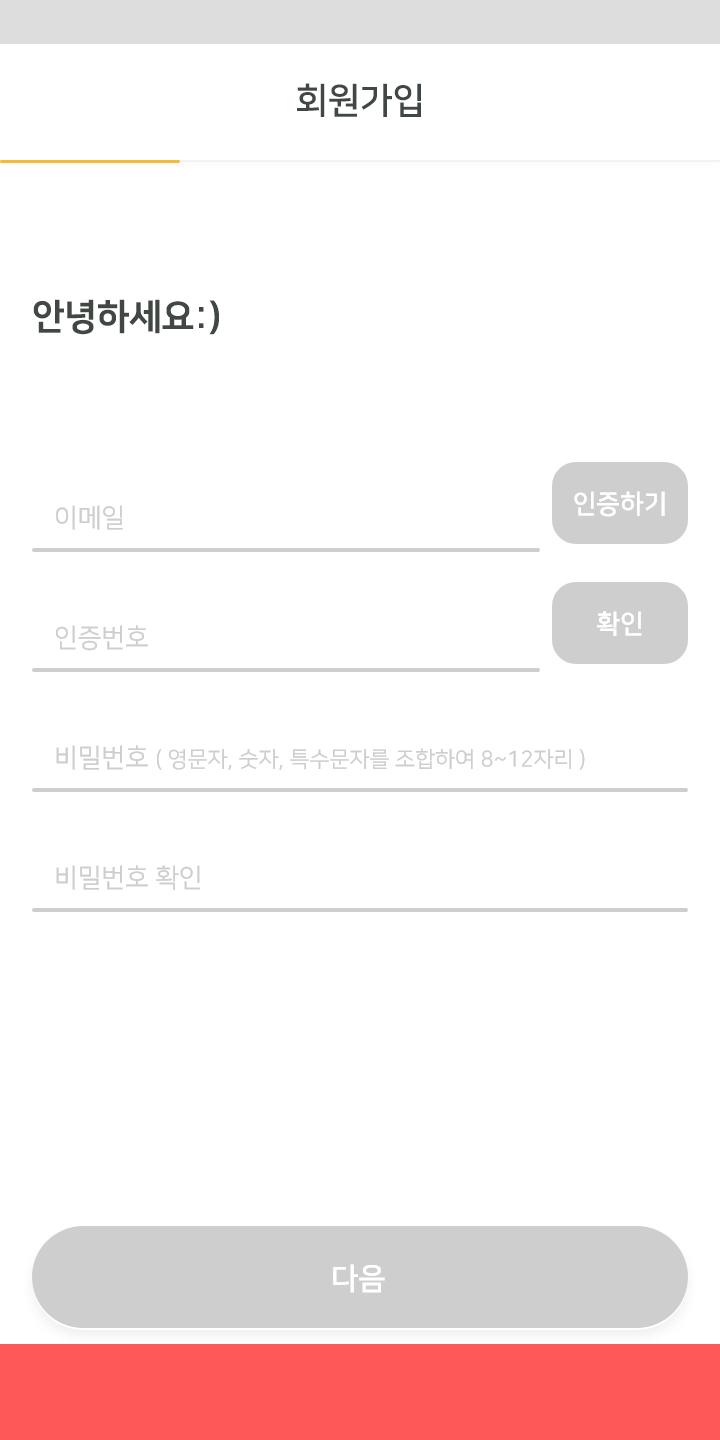 회원가입
안녕하세요:)
이메일
인증하기
인증번호
확인
비밀번호 ( 영문자, 숫자, 특수문자를 조합하여 8~12자리 )
비밀번호 확인
다음